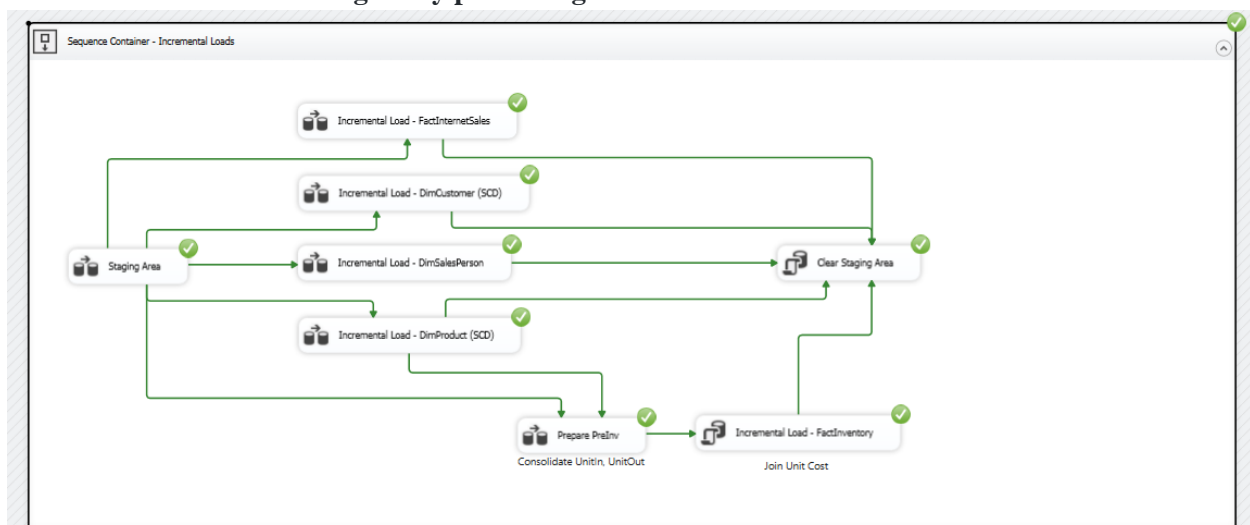 Sequence Container - Incremental Loads
Incremental Load - FactInternetSales
Incremental Load - DimCustomer (SCD)
Staging Area
Incremental Load - DimSalesPerson
Clear Staging Area
Incremental Load - DimProduct (SCD)
Prepare PreInv
Incremental Load - FactInventory
Consolidate UnitIn, UnitOut
Join Unit Cost